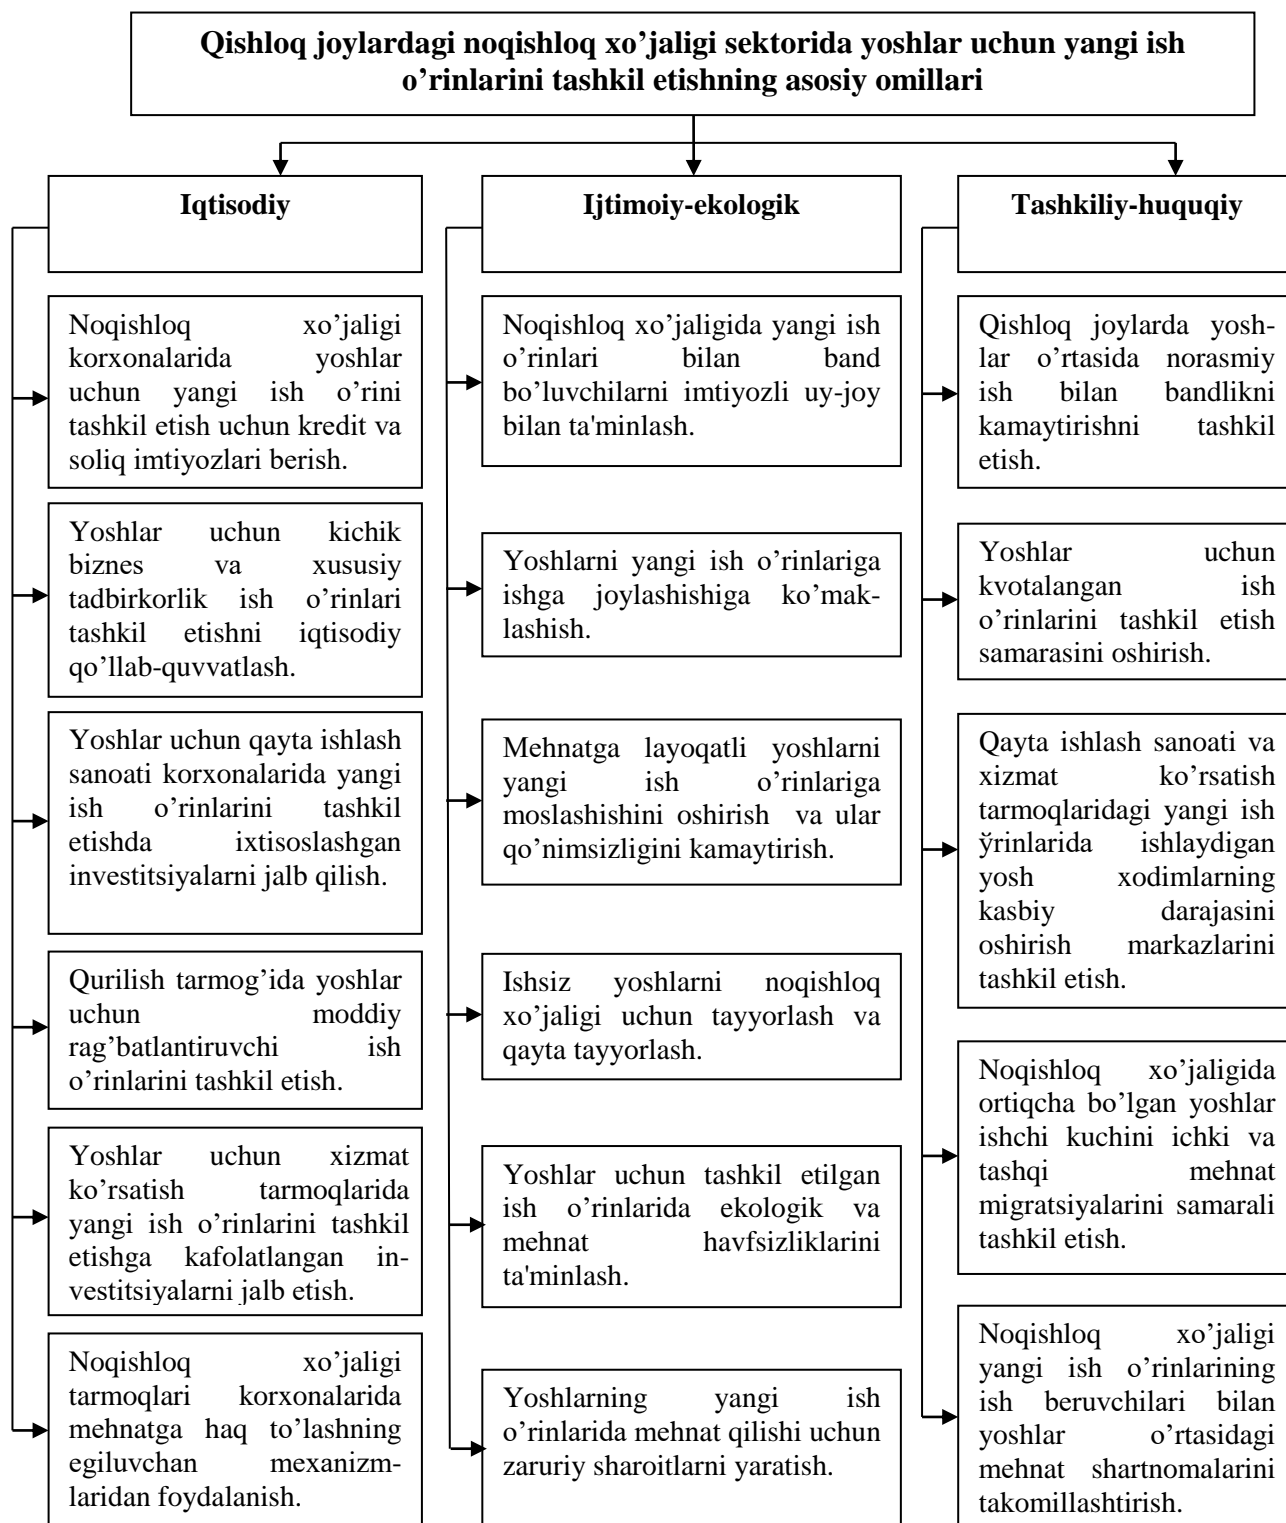 Qishloq joylardagi noqishloq xo’jaligi sektorida yoshlar uchun yangi ish
o’rinlarini tashkil etishning asosiy omillari
Iqtisodiy
Noqishloq xo’jaligi
korxonalarida yoshlar
uchun yangi ish o’rini
tashkil etish uchun kredit va
soliq imtiyozlari berish.
Yoshlar uchun kichik
biznes va xususiy
tadbirkorlik ish o’rinlari
tashkil etishni iqtisodiy
qo’llab-quvvatlash.
Yoshlar uchun qayta ishlash
sanoati korxonalarida yangi
ish o’rinlarini tashkil
etishda ixtisoslashgan
investitsiyalarni jalb qilish.
Qurilish tarmog’ida yoshlar
uchun moddiy
rag’batlantiruvchi ish
o’rinlarini tashkil etish.
Yoshlar uchun xizmat
ko’rsatish tarmoqlarida
yangi ish o’rinlarini tashkil
etishga kafolatlangan in-
vestitsiyalarni jalb etish.
Noqishloq xo’jaligi
tarmoqlari korxonalarida
mehnatga haq to’lashning
egiluvchan mexanizm-
laridan foydalanish.
Ijtimoiy-ekologik
Noqishloq xo’jaligida yangi ish
o’rinlari bilan band
bo’luvchilarni imtiyozli uy-joy
bilan ta'minlash.
Yoshlarni yangi ish o’rinlariga
ishga joylashishiga ko’mak-
lashish.
Mehnatga layoqatli yoshlarni
yangi ish o’rinlariga
moslashishini oshirish va ular
qo’nimsizligini kamaytirish.
Ishsiz yoshlarni noqishloq
xo’jaligi uchun tayyorlash va
qayta tayyorlash.
Yoshlar uchun tashkil etilgan
ish o’rinlarida ekologik va
mehnat havfsizliklarini
ta'minlash.
Yoshlarning yangi ish
o’rinlarida mehnat qilishi uchun
zaruriy sharoitlarni yaratish.
Tashkiliy-huquqiy
Qishloq joylarda yosh-
lar o’rtasida norasmiy
ish bilan bandlikni
kamaytirishni tashkil
etish.
Yoshlar uchun
kvotalangan ish
o’rinlarini tashkil etish
samarasini oshirish.
Qayta ishlash sanoati va
xizmat ko’rsatish
tarmoqlaridagi yangi ish
ўrinlarida ishlaydigan
yosh xodimlarning
kasbiy darajasini
oshirish markazlarini
tashkil etish.
Noqishloq xo’jaligida
ortiqcha bo’lgan yoshlar
ishchi kuchini ichki va
tashqi mehnat
migratsiyalarini samarali
tashkil etish.
Noqishloq xo’jaligi
yangi ish o’rinlarining
ish beruvchilari bilan
yoshlar o’rtasidagi
mehnat shartnomalarini
takomillashtirish.